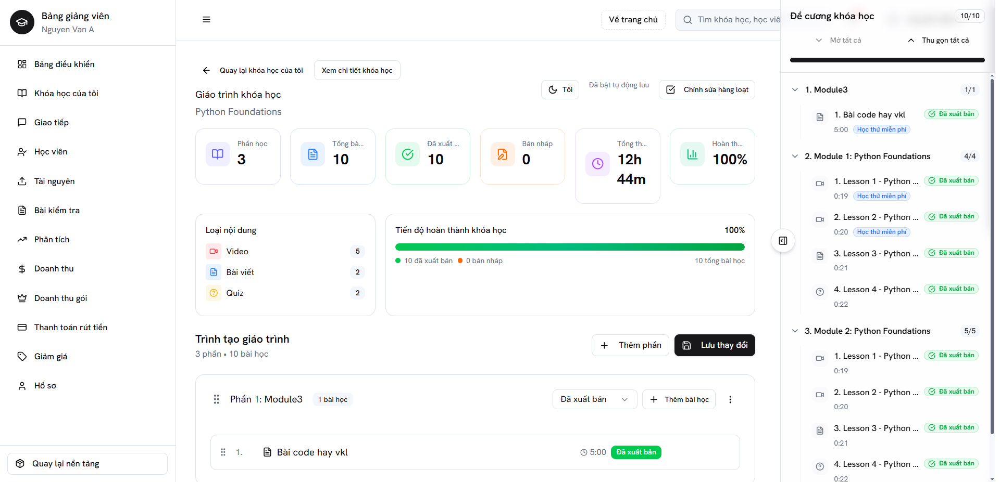 Bảng giảng viên
Nguyen Van A
Bảng điều khiển
Khóa học của tôi
Giao tiếp
Học viên
Tài nguyên
Bài kiểm tra
Phân tích
Doanh thu
Doanh thu gói
Thanh toán rút tiền
Giảm giá
Hồ sơ
Quay lại nền tảng
Về trang chủ
Tìm khóa học, học viê
Quay lại khóa học của tôi
Xem chi tiết khóa học
Giáo trình khóa học
Python Foundations
Tối
Đã bật tự động lưu
Chỉnh sửa hàng loạt
Phần học
3
Tổng bà...
10
Đã xuất ...
10
Bản nháp
0
Tổng th...
12h
44m
Hoàn th...
100%
Loại nội dung
Video 5
Bài viết 2
Quiz 2
Tiến độ hoàn thành khóa học 100%
10 đã xuất bản 0 bản nháp 10 tổng bài học
Trình tạo giáo trình
3 phần • 10 bài học
Thêm phần
Lưu thay đổi
Phần 1: Module3 1 bài học
Đã xuất bản
Thêm bài học
1. Bài code hay vkl 5:00 Đã xuất bản
Đề cương khóa học 10/10
Mở tất cả
Thu gọn tất cả
1. Module3 1/1
1. Bài code hay vkl Đã xuất bản
5:00 Học thử miễn phí
2. Module 1: Python Foundations 4/4
1. Lesson 1 - Python ... Đã xuất bản
0:19 Học thử miễn phí
2. Lesson 2 - Python ... Đã xuất bản
0:20 Học thử miễn phí
3. Lesson 3 - Python ... Đã xuất bản
0:21
4. Lesson 4 - Python ... Đã xuất bản
0:22
3. Module 2: Python Foundations 5/5
1. Lesson 1 - Python ... Đã xuất bản
0:19
2. Lesson 2 - Python ... Đã xuất bản
0:20
3. Lesson 3 - Python ... Đã xuất bản
0:21
4. Lesson 4 - Python ... Đã xuất bản
0:22